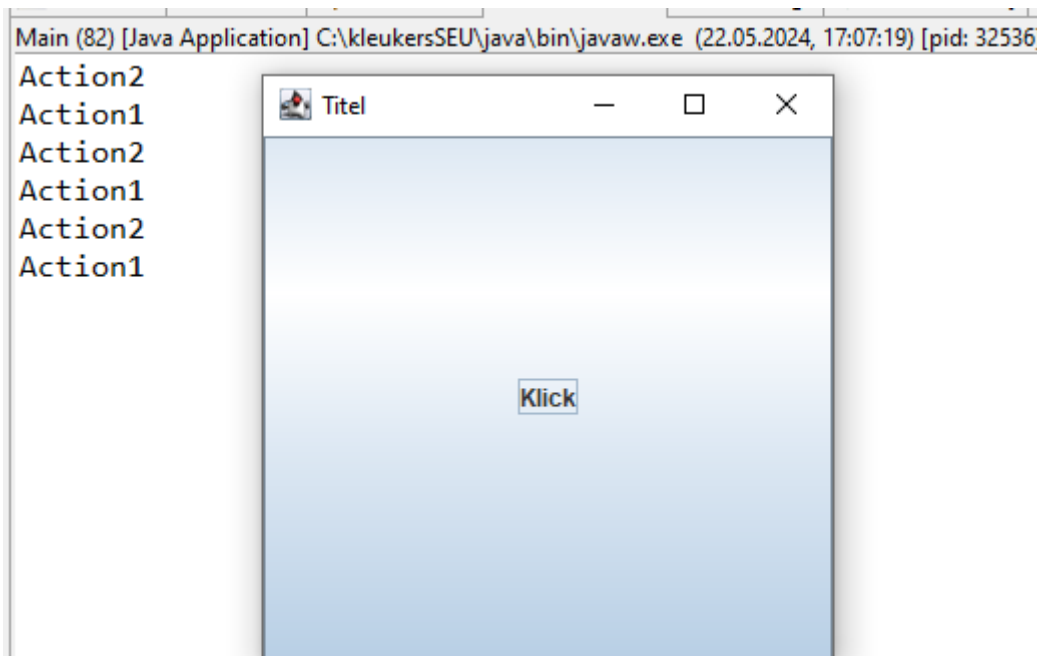 Main (82) [Java Application] C:\kleukersSEU\java\bin\javaw.exe (22.05.2024, 17:07:19) [pid: 32536]
Action2
Action1
Action2
Action1
Action2
Action1
Titel
Klick